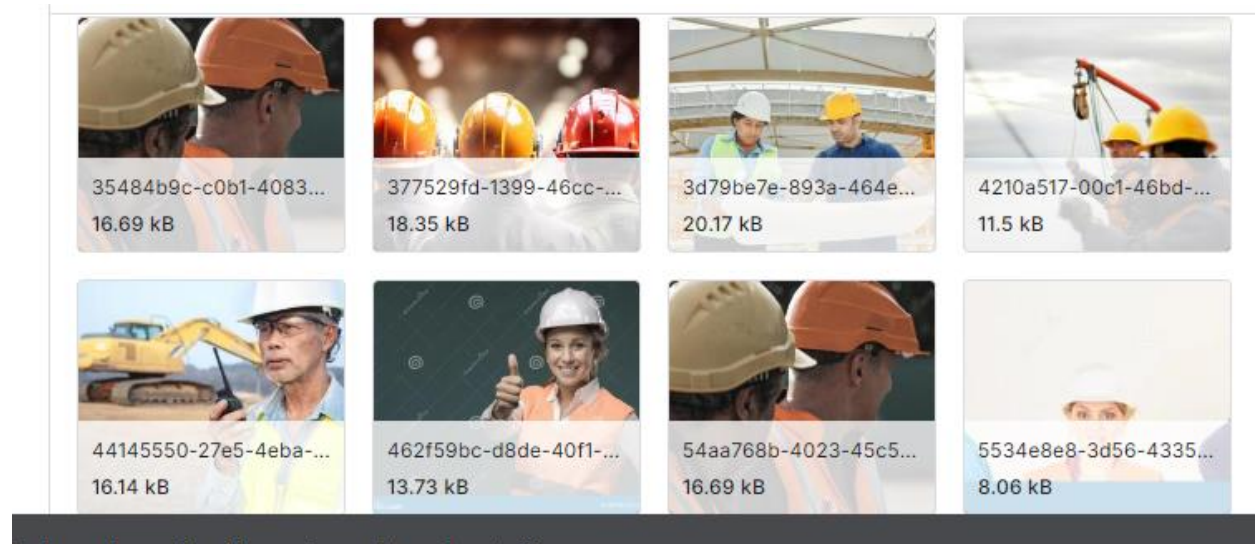 35484b9c-c0b1-4083...
16.69 kB
377529fd-1399-46cc-...
18.35 kB
3d79be7e-893a-464e...
20.17 kB
4210a517-00c1-46bd-...
11.5 kB
44145550-27e5-4eba-...
16.14 kB
462f59bc-d8de-40f1-...
13.73 kB
54aa768b-4023-45c5...
16.69 kB
5534e8e8-3d56-4335...
8.06 kB